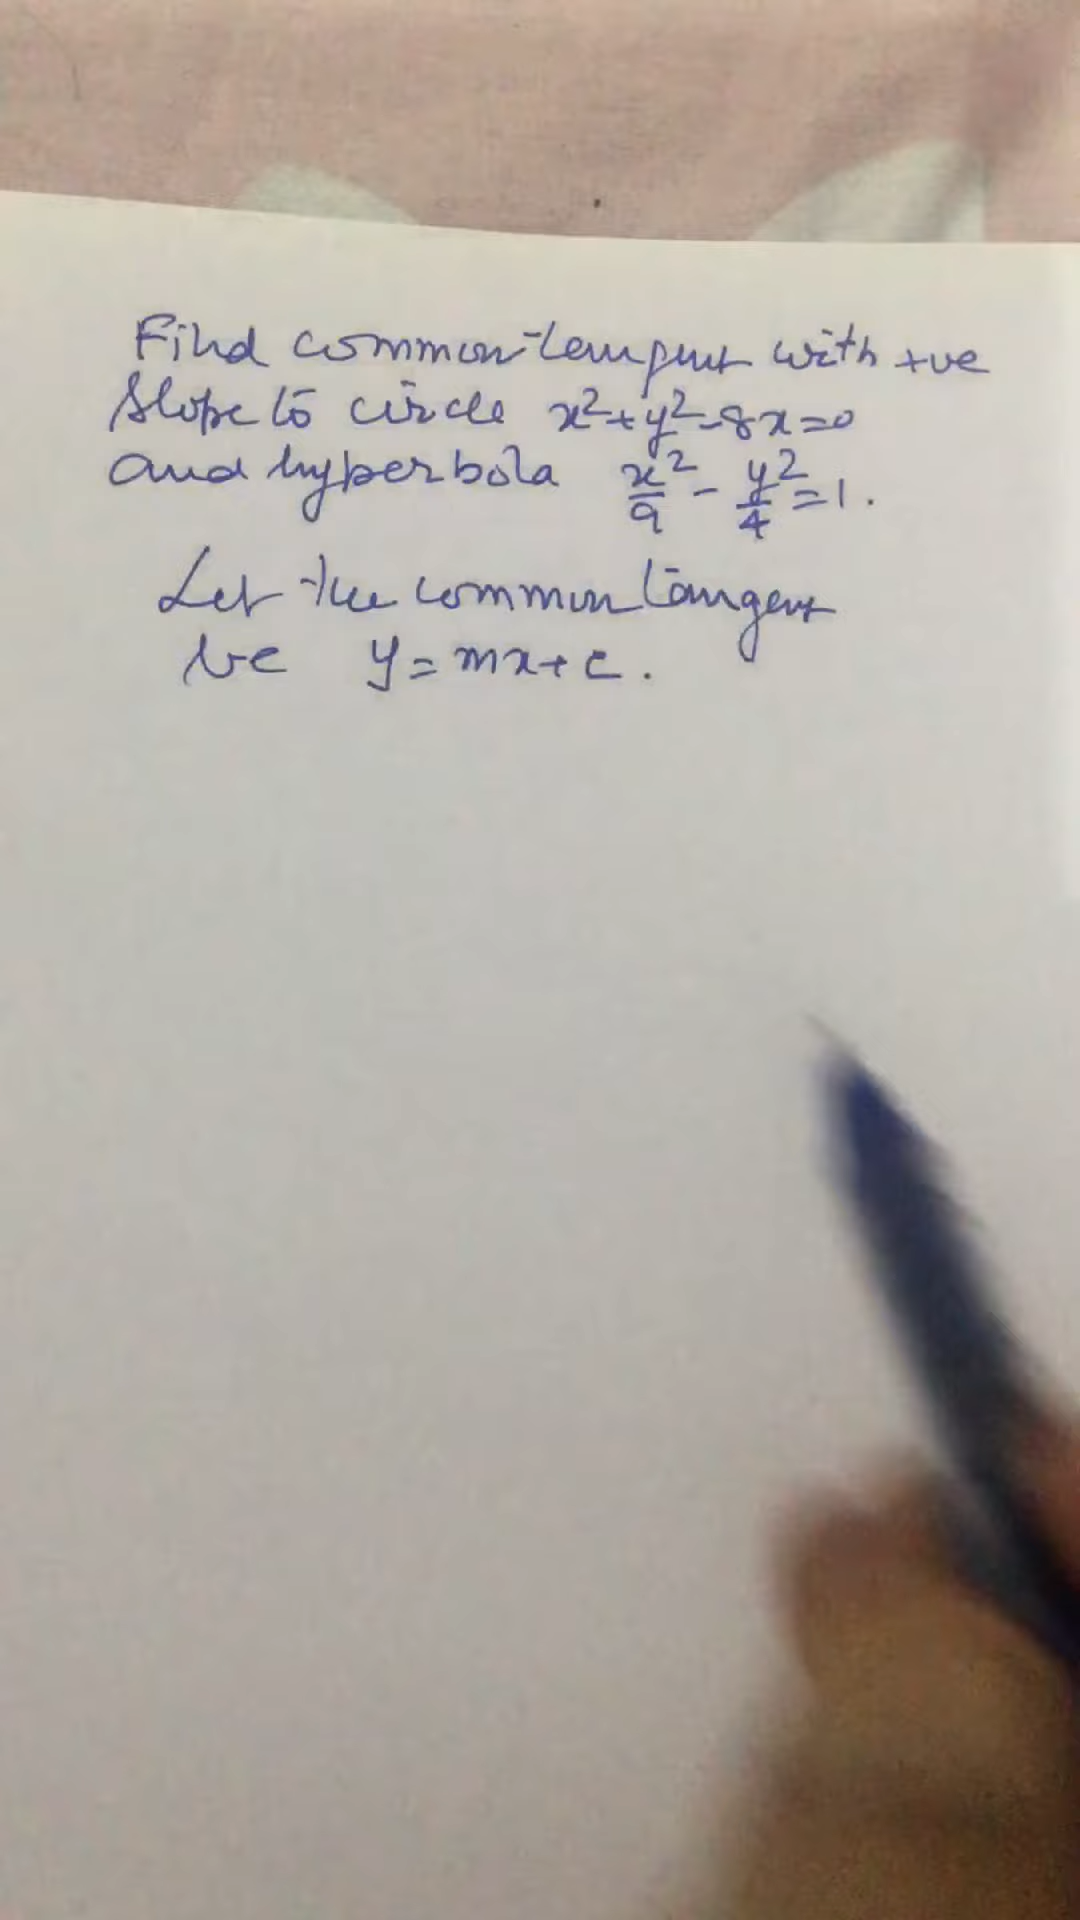 Find common tangent with +ve
slope to circle x²+y²-8x=0
and hyperbola x²/9 - y²/4 = 1.
Let the common tangent
be y=mx+c.